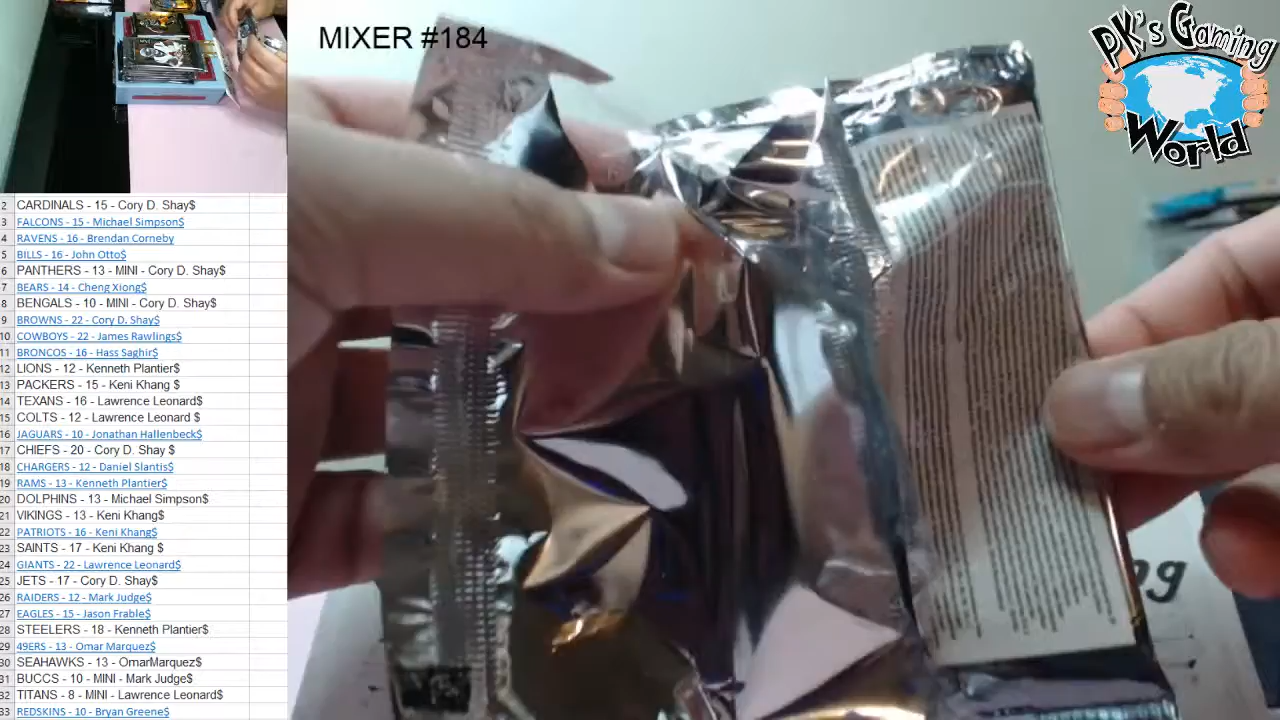 MIXER #184
PK's Gaming
World
2 CARDINALS - 15 - Cory D. Shay$
3 FALCONS - 15 - Michael Simpson$
4 RAVENS - 16 - Brendan Corneby
5 BILLS - 16 - John Otto$
6 PANTHERS - 13 - MINI - Cory D. Shay$
7 BEARS - 14 - Cheng Xiong$
8 BENGALS - 10 - MINI - Cory D. Shay$
9 BROWNS - 22 - Cory D. Shay$
10 COWBOYS - 22 - James Rawlings$
11 BRONCOS - 16 - Hass Saghir$
12 LIONS - 12 - Kenneth Plantier$
13 PACKERS - 15 - Keni Khang $
14 TEXANS - 16 - Lawrence Leonard$
15 COLTS - 12 - Lawrence Leonard $
16 JAGUARS - 10 - Jonathan Hallenbeck$
17 CHIEFS - 20 - Cory D. Shay $
18 CHARGERS - 12 - Daniel Slantis$
19 RAMS - 13 - Kenneth Plantier$
20 DOLPHINS - 13 - Michael Simpson$
21 VIKINGS - 13 - Keni Khang$
22 PATRIOTS - 16 - Keni Khang$
23 SAINTS - 17 - Keni Khang $
24 GIANTS - 22 - Lawrence Leonard$
25 JETS - 17 - Cory D. Shay$
26 RAIDERS - 12 - Mark Judge$
27 EAGLES - 15 - Jason Frable$
28 STEELERS - 18 - Kenneth Plantier$
29 49ERS - 13 - Omar Marquez$
30 SEAHAWKS - 13 - OmarMarquez$
31 BUCCS - 10 - MINI - Mark Judge$
32 TITANS - 8 - MINI - Lawrence Leonard$
33 REDSKINS - 10 - Bryan Greene$